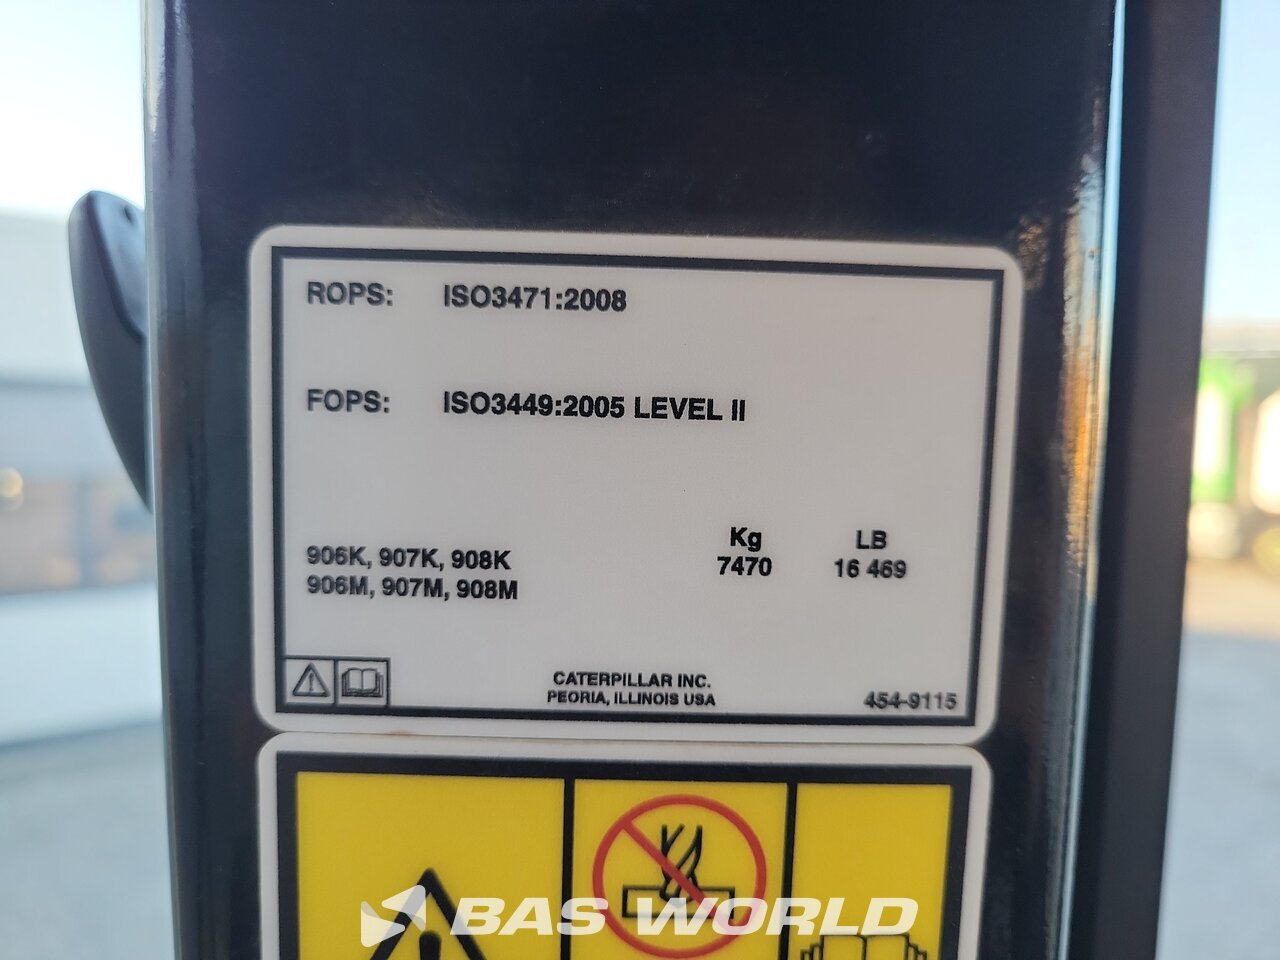 ROPS: ISO3471:2008
FOPS: ISO3449:2005 LEVEL II
Kg LB
906K, 907K, 908K 7470 16 469
906M, 907M, 908M
CATERPILLAR INC.
PEORIA, ILLINOIS USA 454-9115
BAS WORLD